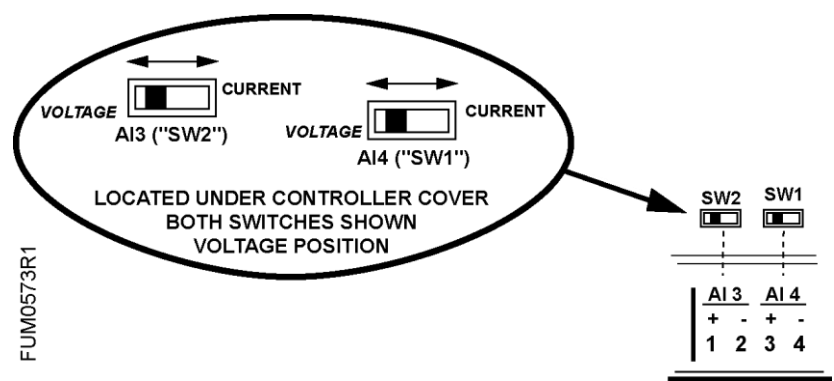 VOLTAGE
CURRENT
AI3 ("SW2")
VOLTAGE
CURRENT
AI4 ("SW1")
LOCATED UNDER CONTROLLER COVER
BOTH SWITCHES SHOWN
VOLTAGE POSITION
FUM0573R1
SW2 SW1
AI 3 AI 4
+ - + -
1 2 3 4